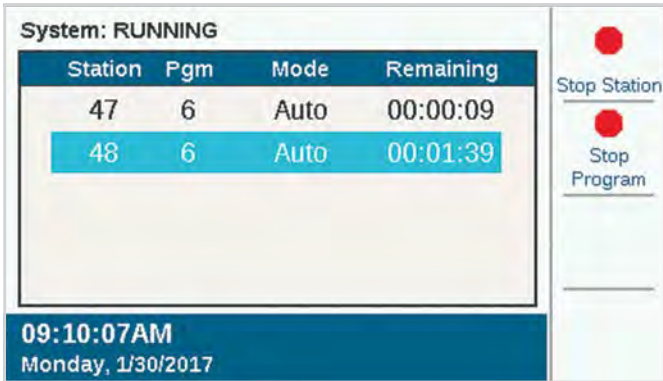 System: RUNNING
Station Pgm Mode Remaining
47 6 Auto 00:00:09
48 6 Auto 00:01:39
09:10:07AM
Monday, 1/30/2017
Stop Station
Stop
Program